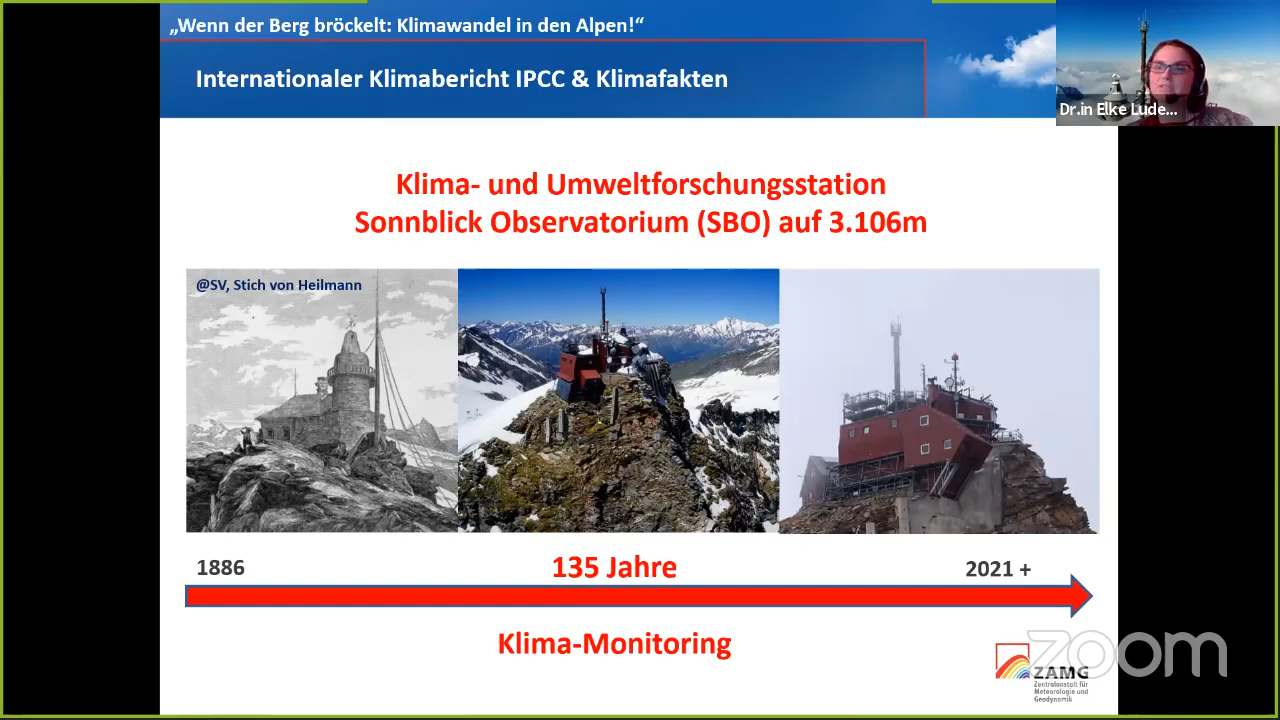 „Wenn der Berg bröckelt: Klimawandel in den Alpen!“
Internationaler Klimabericht IPCC & Klimafakten
Dr.in Elke Lude...
Klima- und Umweltforschungsstation
Sonnblick Observatorium (SBO) auf 3.106m
@SV, Stich von Heilmann
1886
135 Jahre
2021 +
Klima-Monitoring
zoom
ZAMG
Zentralanstalt für
Meteorologie und
Geodynamik